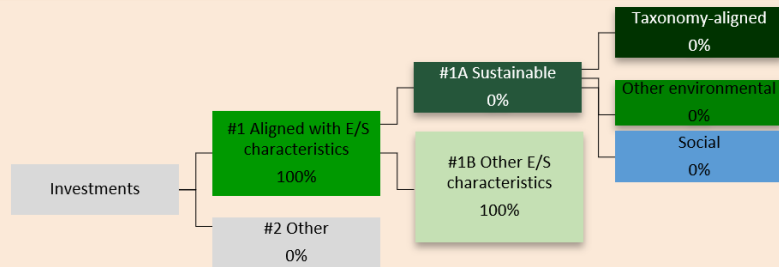 Investments
#1 Aligned with E/S
characteristics
100%
#2 Other
0%
#1A Sustainable
0%
#1B Other E/S
characteristics
100%
Taxonomy-aligned
0%
Other environmental
0%
Social
0%